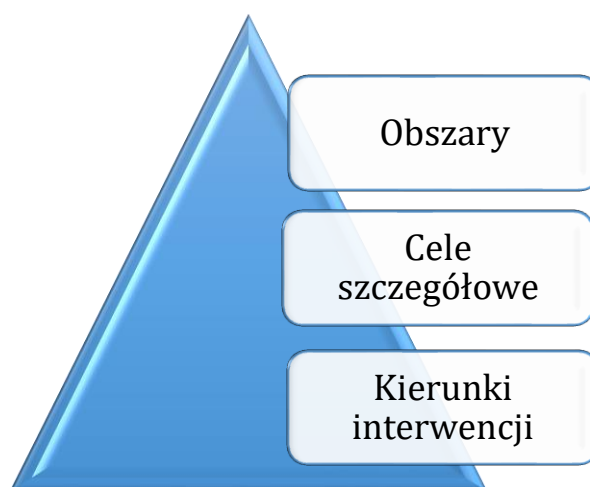 Obszary
Cele
szczegółowe
Kierunki
interwencji